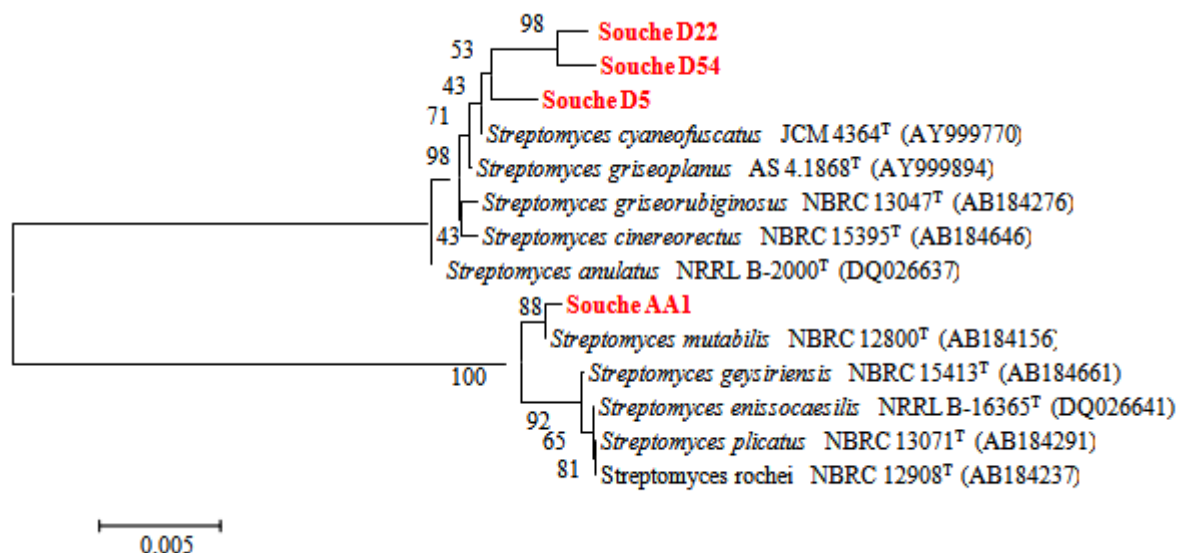 98
Souche D22
53
Souche D54
43
Souche D5
71
Streptomyces cyaneofuscatus JCM 4364ᵀ (AY999770)
98
Streptomyces griseoplanus AS 4.1868ᵀ (AY999894)
Streptomyces griseorubiginosus NBRC 13047ᵀ (AB184276)
43
Streptomyces cinereorectus NBRC 15395ᵀ (AB184646)
Streptomyces anulatus NRRL B-2000ᵀ (DQ026637)
88
Souche AA1
Streptomyces mutabilis NBRC 12800ᵀ (AB184156)
100
Streptomyces geysiriensis NBRC 15413ᵀ (AB184661)
Streptomyces enissocaesilis NRRL B-16365ᵀ (DQ026641)
92
65
Streptomyces plicatus NBRC 13071ᵀ (AB184291)
81
Streptomyces rochei NBRC 12908ᵀ (AB184237)
0.005